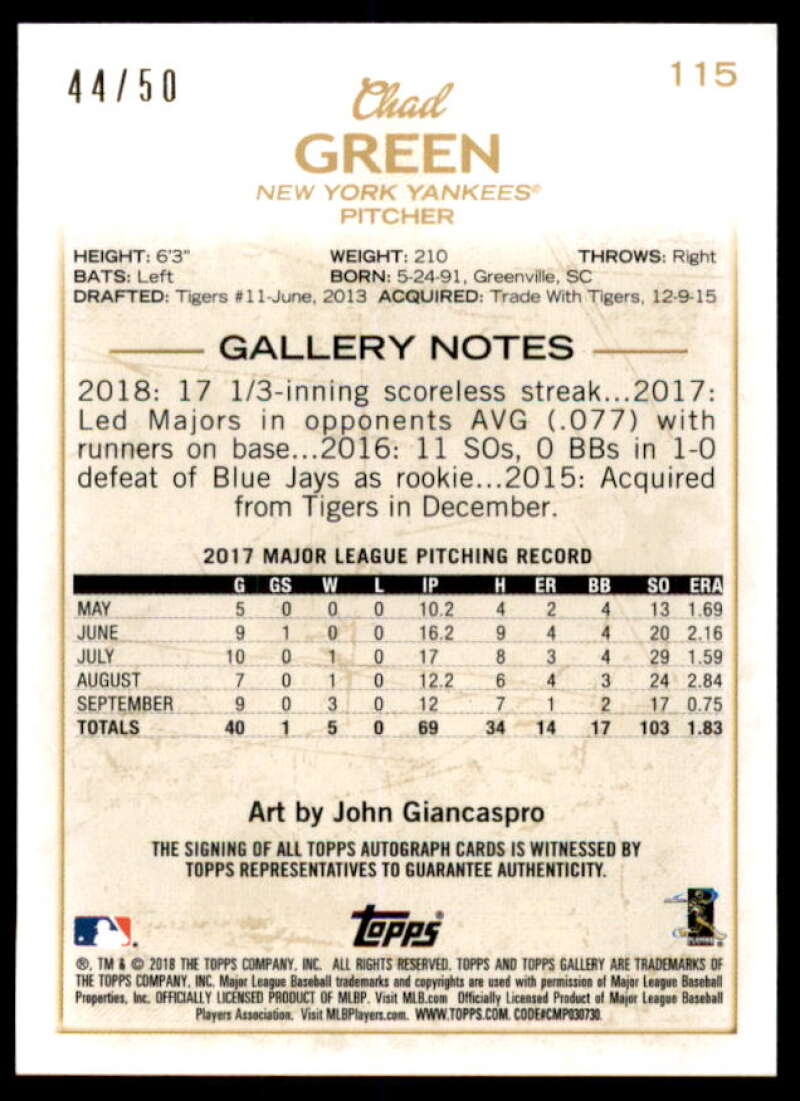 44/50
115
Chad
GREEN
NEW YORK YANKEES®
PITCHER
HEIGHT: 6'3" WEIGHT: 210 THROWS: Right
BATS: Left BORN: 5-24-91, Greenville, SC
DRAFTED: Tigers #11-June, 2013 ACQUIRED: Trade With Tigers, 12-9-15
GALLERY NOTES
2018: 17 1/3-inning scoreless streak...2017:
Led Majors in opponents AVG (.077) with
runners on base...2016: 11 SOs, 0 BBs in 1-0
defeat of Blue Jays as rookie...2015: Acquired
from Tigers in December.
2017 MAJOR LEAGUE PITCHING RECORD
G GS W L IP H ER BB SO ERA
MAY 5 0 0 0 10.2 4 2 4 13 1.69
JUNE 9 1 0 0 16.2 9 4 4 20 2.16
JULY 10 0 1 0 17 8 3 4 29 1.59
AUGUST 7 0 1 0 12.2 6 4 3 24 2.84
SEPTEMBER 9 0 3 0 12 7 1 2 17 0.75
TOTALS 40 1 5 0 69 34 14 17 103 1.83
Art by John Giancaspro
THE SIGNING OF ALL TOPPS AUTOGRAPH CARDS IS WITNESSED BY
TOPPS REPRESENTATIVES TO GUARANTEE AUTHENTICITY.
topps®
®, TM & © 2018 THE TOPPS COMPANY, INC. ALL RIGHTS RESERVED. TOPPS AND TOPPS GALLERY ARE TRADEMARKS OF
THE TOPPS COMPANY, INC. Major League Baseball trademarks and copyrights are used with permission of Major League Baseball
Properties, Inc. OFFICIALLY LICENSED PRODUCT OF MLBP. Visit MLB.com Officially Licensed Product of Major League Baseball
Players Association. Visit MLBPlayers.com. WWW.TOPPS.COM. CODE#CMP030730.